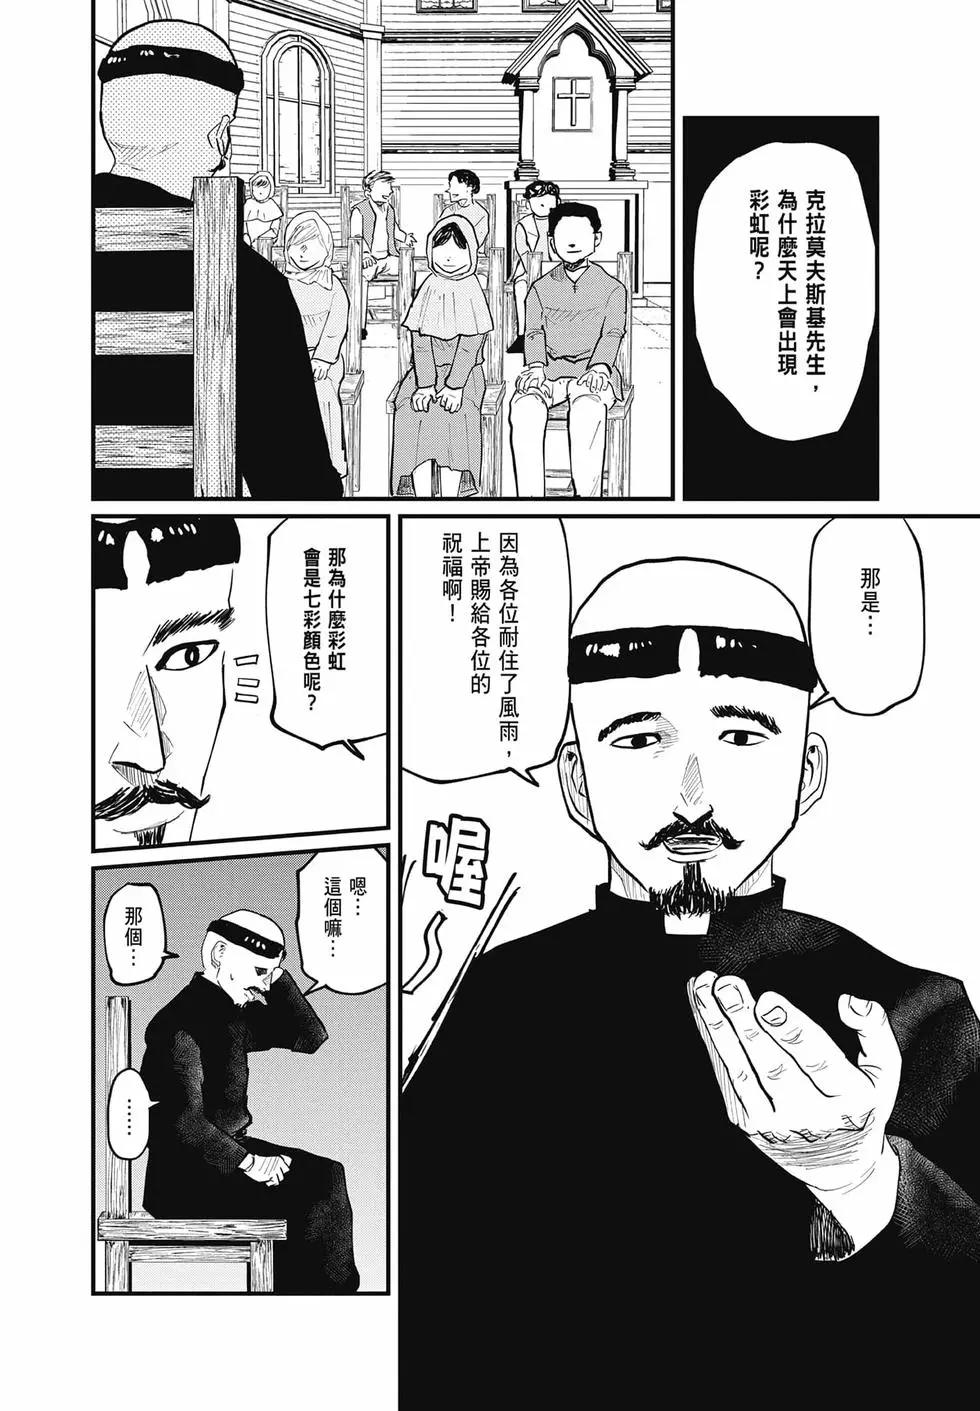 克拉莫夫斯基先生，
為什麼天上會出現
彩虹呢？
那是…
因為各位耐住了風雨，
上帝賜給各位的
祝福啊！
喔
那為什麼彩虹
會是七彩顏色呢？
嗯…
這個嘛…
那個…
……